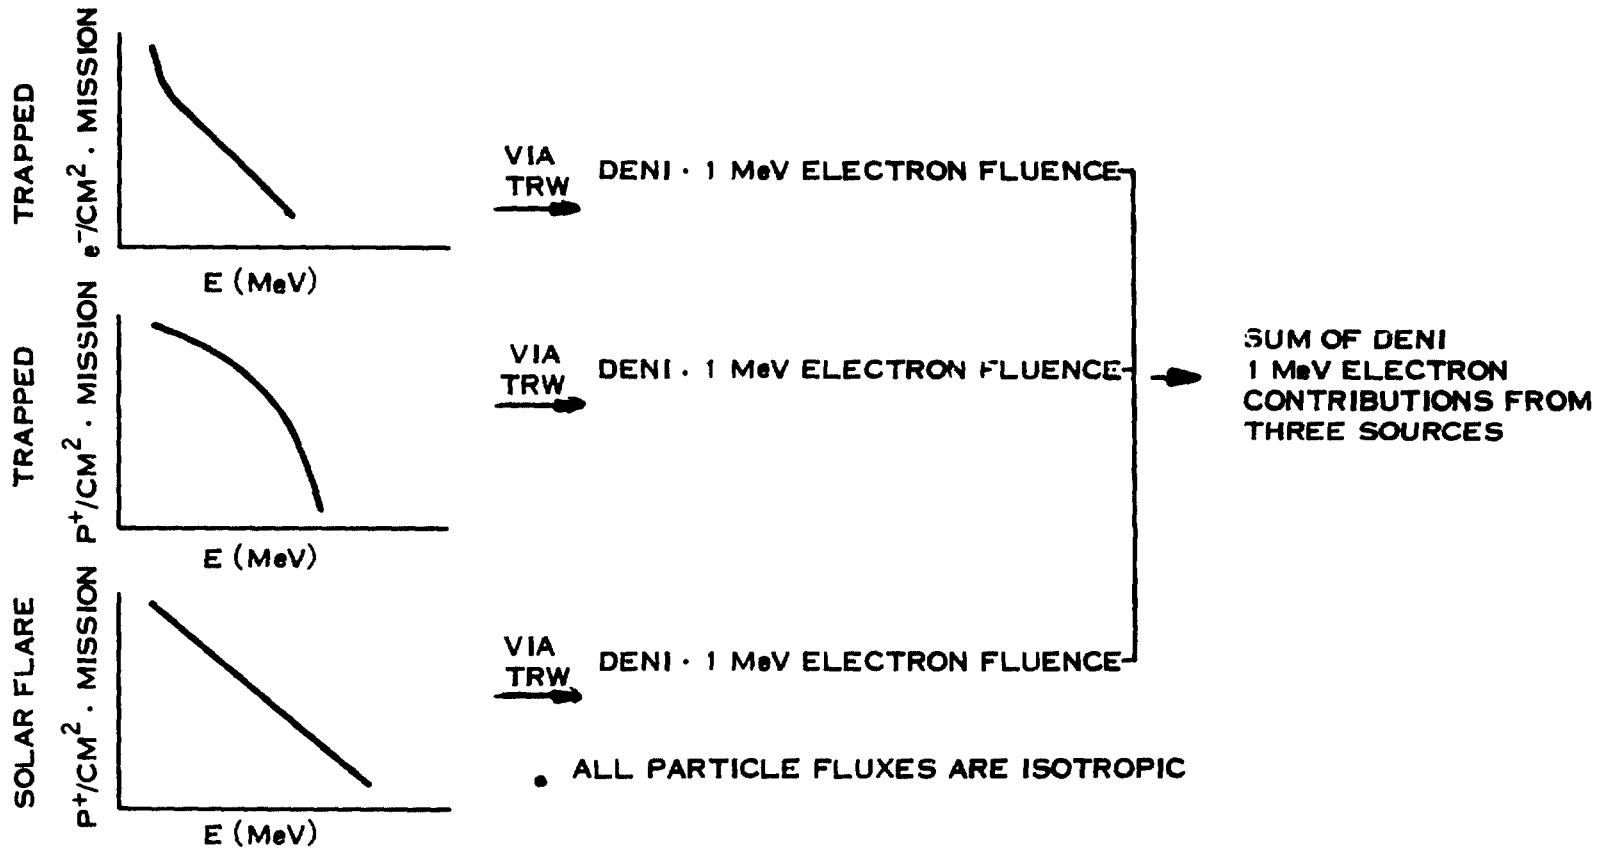 TRAPPED
e⁻/CM² · MISSION
E (MeV)
VIA
TRW
DENI · 1 MeV ELECTRON FLUENCE
TRAPPED
P⁺/CM² · MISSION
E (MeV)
VIA
TRW
DENI · 1 MeV ELECTRON FLUENCE
SOLAR FLARE
P⁺/CM² · MISSION
E (MeV)
VIA
TRW
DENI · 1 MeV ELECTRON FLUENCE
SUM OF DENI
1 MeV ELECTRON
CONTRIBUTIONS FROM
THREE SOURCES
• ALL PARTICLE FLUXES ARE ISOTROPIC